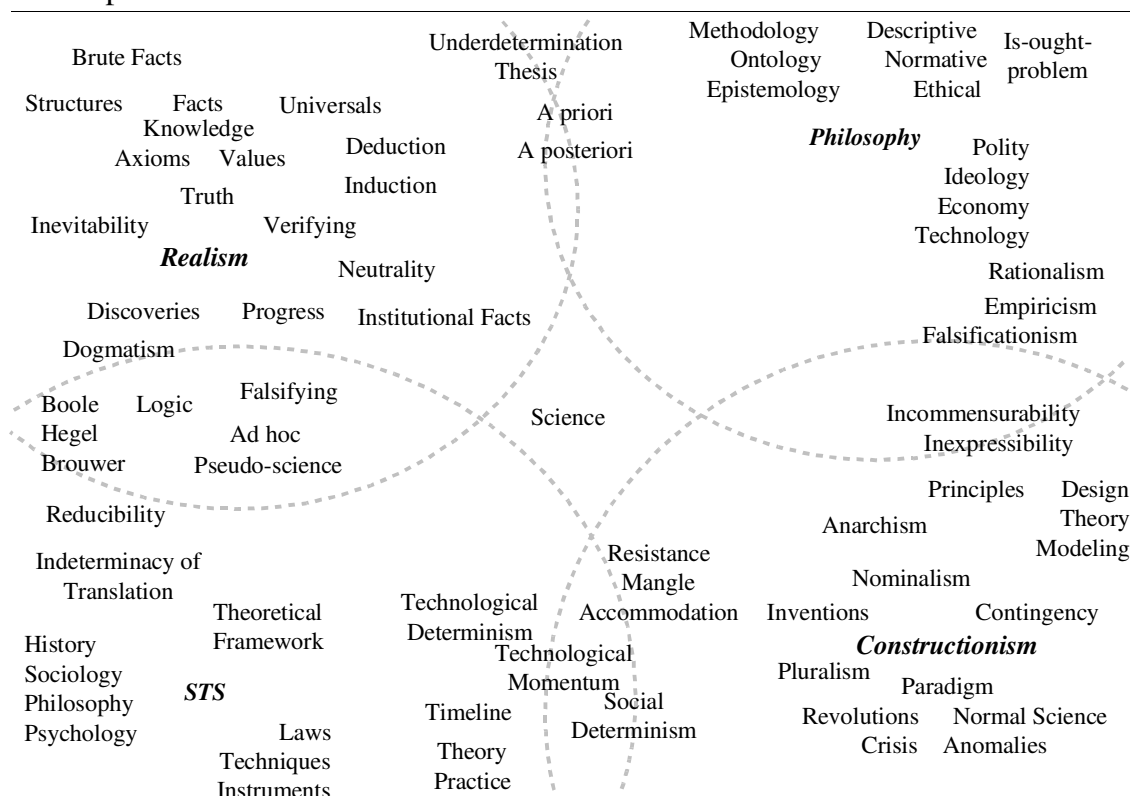 Underdetermination
Thesis
A priori
A posteriori
Methodology
Ontology
Epistemology
Descriptive
Normative
Ethical
Is-ought-
problem
Philosophy
Polity
Ideology
Economy
Technology
Rationalism
Empiricism
Falsificationism
Brute Facts
Structures
Facts
Universals
Knowledge
Axioms
Values
Deduction
Induction
Truth
Inevitability
Verifying
Realism
Neutrality
Discoveries
Progress
Institutional Facts
Dogmatism
Boole
Hegel
Brouwer
Logic
Falsifying
Ad hoc
Pseudo-science
Science
Incommensurability
Inexpressibility
Reducibility
Indeterminacy of
Translation
Theoretical
Framework
History
Sociology
Philosophy
Psychology
STS
Laws
Techniques
Instruments
Technological
Determinism
Technological
Momentum
Social
Determinism
Timeline
Theory
Practice
Resistance
Mangle
Accommodation
Principles
Design
Theory
Modeling
Anarchism
Nominalism
Inventions
Contingency
Constructionism
Pluralism
Paradigm
Revolutions
Normal Science
Crisis
Anomalies